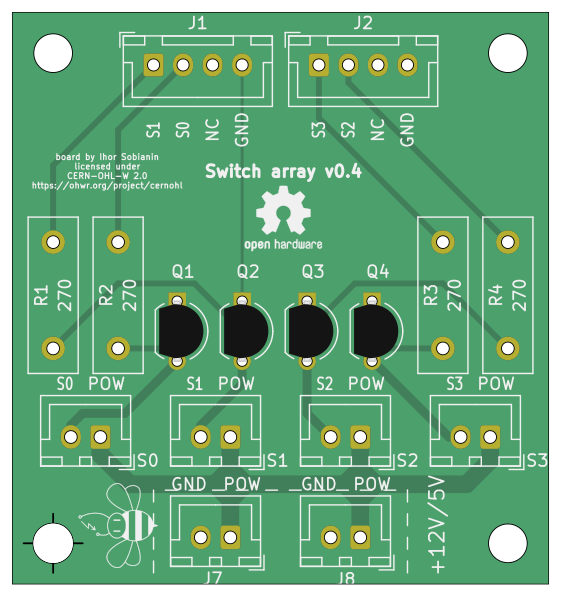 J1 J2
S1 S0 NC GND S3 S2 NC GND
board by Ihor Sobianin
licensed under
CERN-OHL-W 2.0
https://ohwr.org/project/cernohl
Switch array v0.4
open hardware
Q1 Q2 Q3 Q4
R1 270 R2 270 R3 270 R4 270
S0 POW S1 POW S2 POW S3 POW
S0 S1 S2 S3
GND POW GND POW
+12V/5V
J7 J8